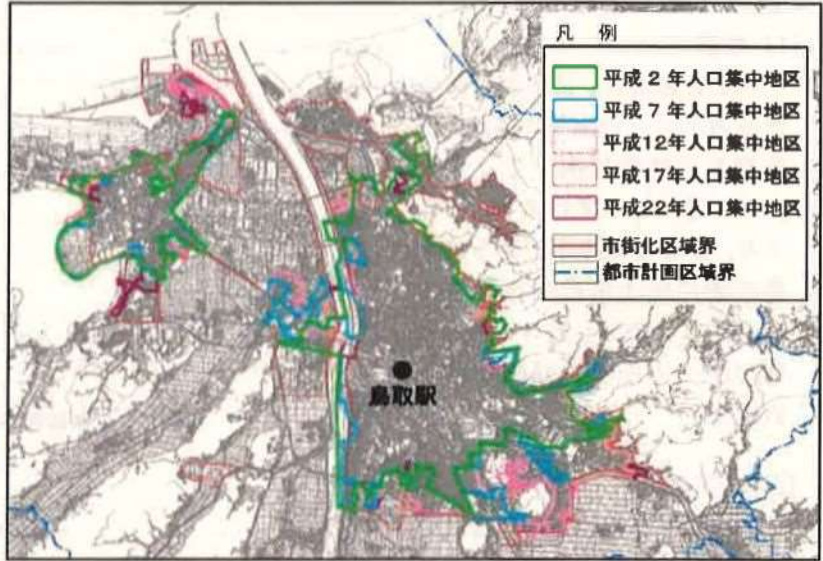 凡　例
平成 2 年人口集中地区
平成 7 年人口集中地区
平成12年人口集中地区
平成17年人口集中地区
平成22年人口集中地区
市街化区域界
都市計画区域界
鳥取駅